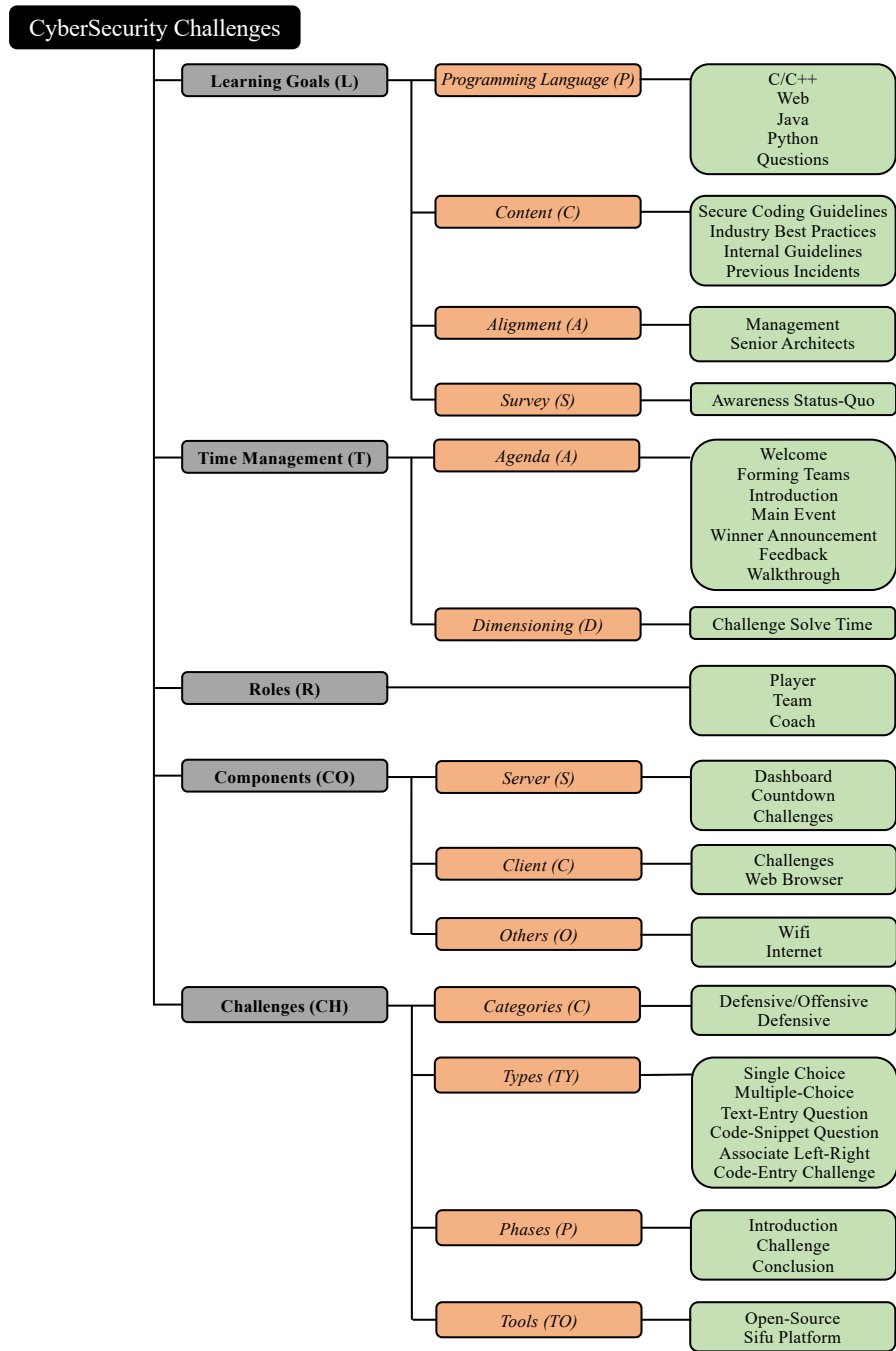 CyberSecurity Challenges
Learning Goals (L)
Programming Language (P)
C/C++
Web
Java
Python
Questions
Content (C)
Secure Coding Guidelines
Industry Best Practices
Internal Guidelines
Previous Incidents
Alignment (A)
Management
Senior Architects
Survey (S)
Awareness Status-Quo
Time Management (T)
Agenda (A)
Welcome
Forming Teams
Introduction
Main Event
Winner Announcement
Feedback
Walkthrough
Dimensioning (D)
Challenge Solve Time
Roles (R)
Player
Team
Coach
Components (CO)
Server (S)
Dashboard
Countdown
Challenges
Client (C)
Challenges
Web Browser
Others (O)
Wifi
Internet
Challenges (CH)
Categories (C)
Defensive/Offensive
Defensive
Types (TY)
Single Choice
Multiple-Choice
Text-Entry Question
Code-Snippet Question
Associate Left-Right
Code-Entry Challenge
Phases (P)
Introduction
Challenge
Conclusion
Tools (TO)
Open-Source
Sifu Platform